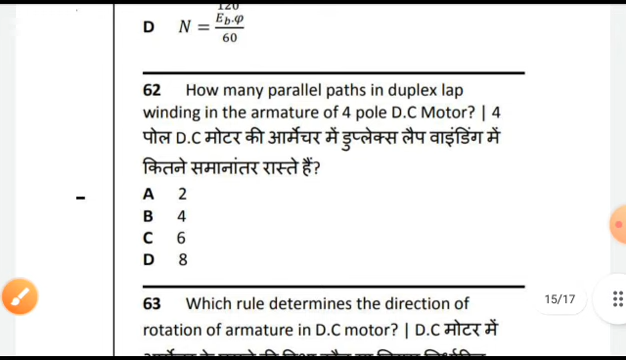 120
D N = E_b.φ
60
62 How many parallel paths in duplex lap
winding in the armature of 4 pole D.C Motor? | 4
पोल D.C मोटर की आर्मेचर में डुप्लेक्स लैप वाइंडिंग में
कितने समानांतर रास्ते हैं?
A 2
B 4
C 6
D 8
63 Which rule determines the direction of
rotation of armature in D.C motor? | D.C मोटर में
15/17